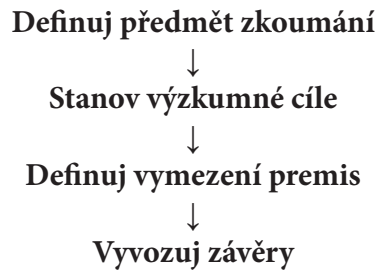 Definuj předmět zkoumání
↓
Stanov výzkumné cíle
↓
Definuj vymezení premis
↓
Vyvozuj závěry